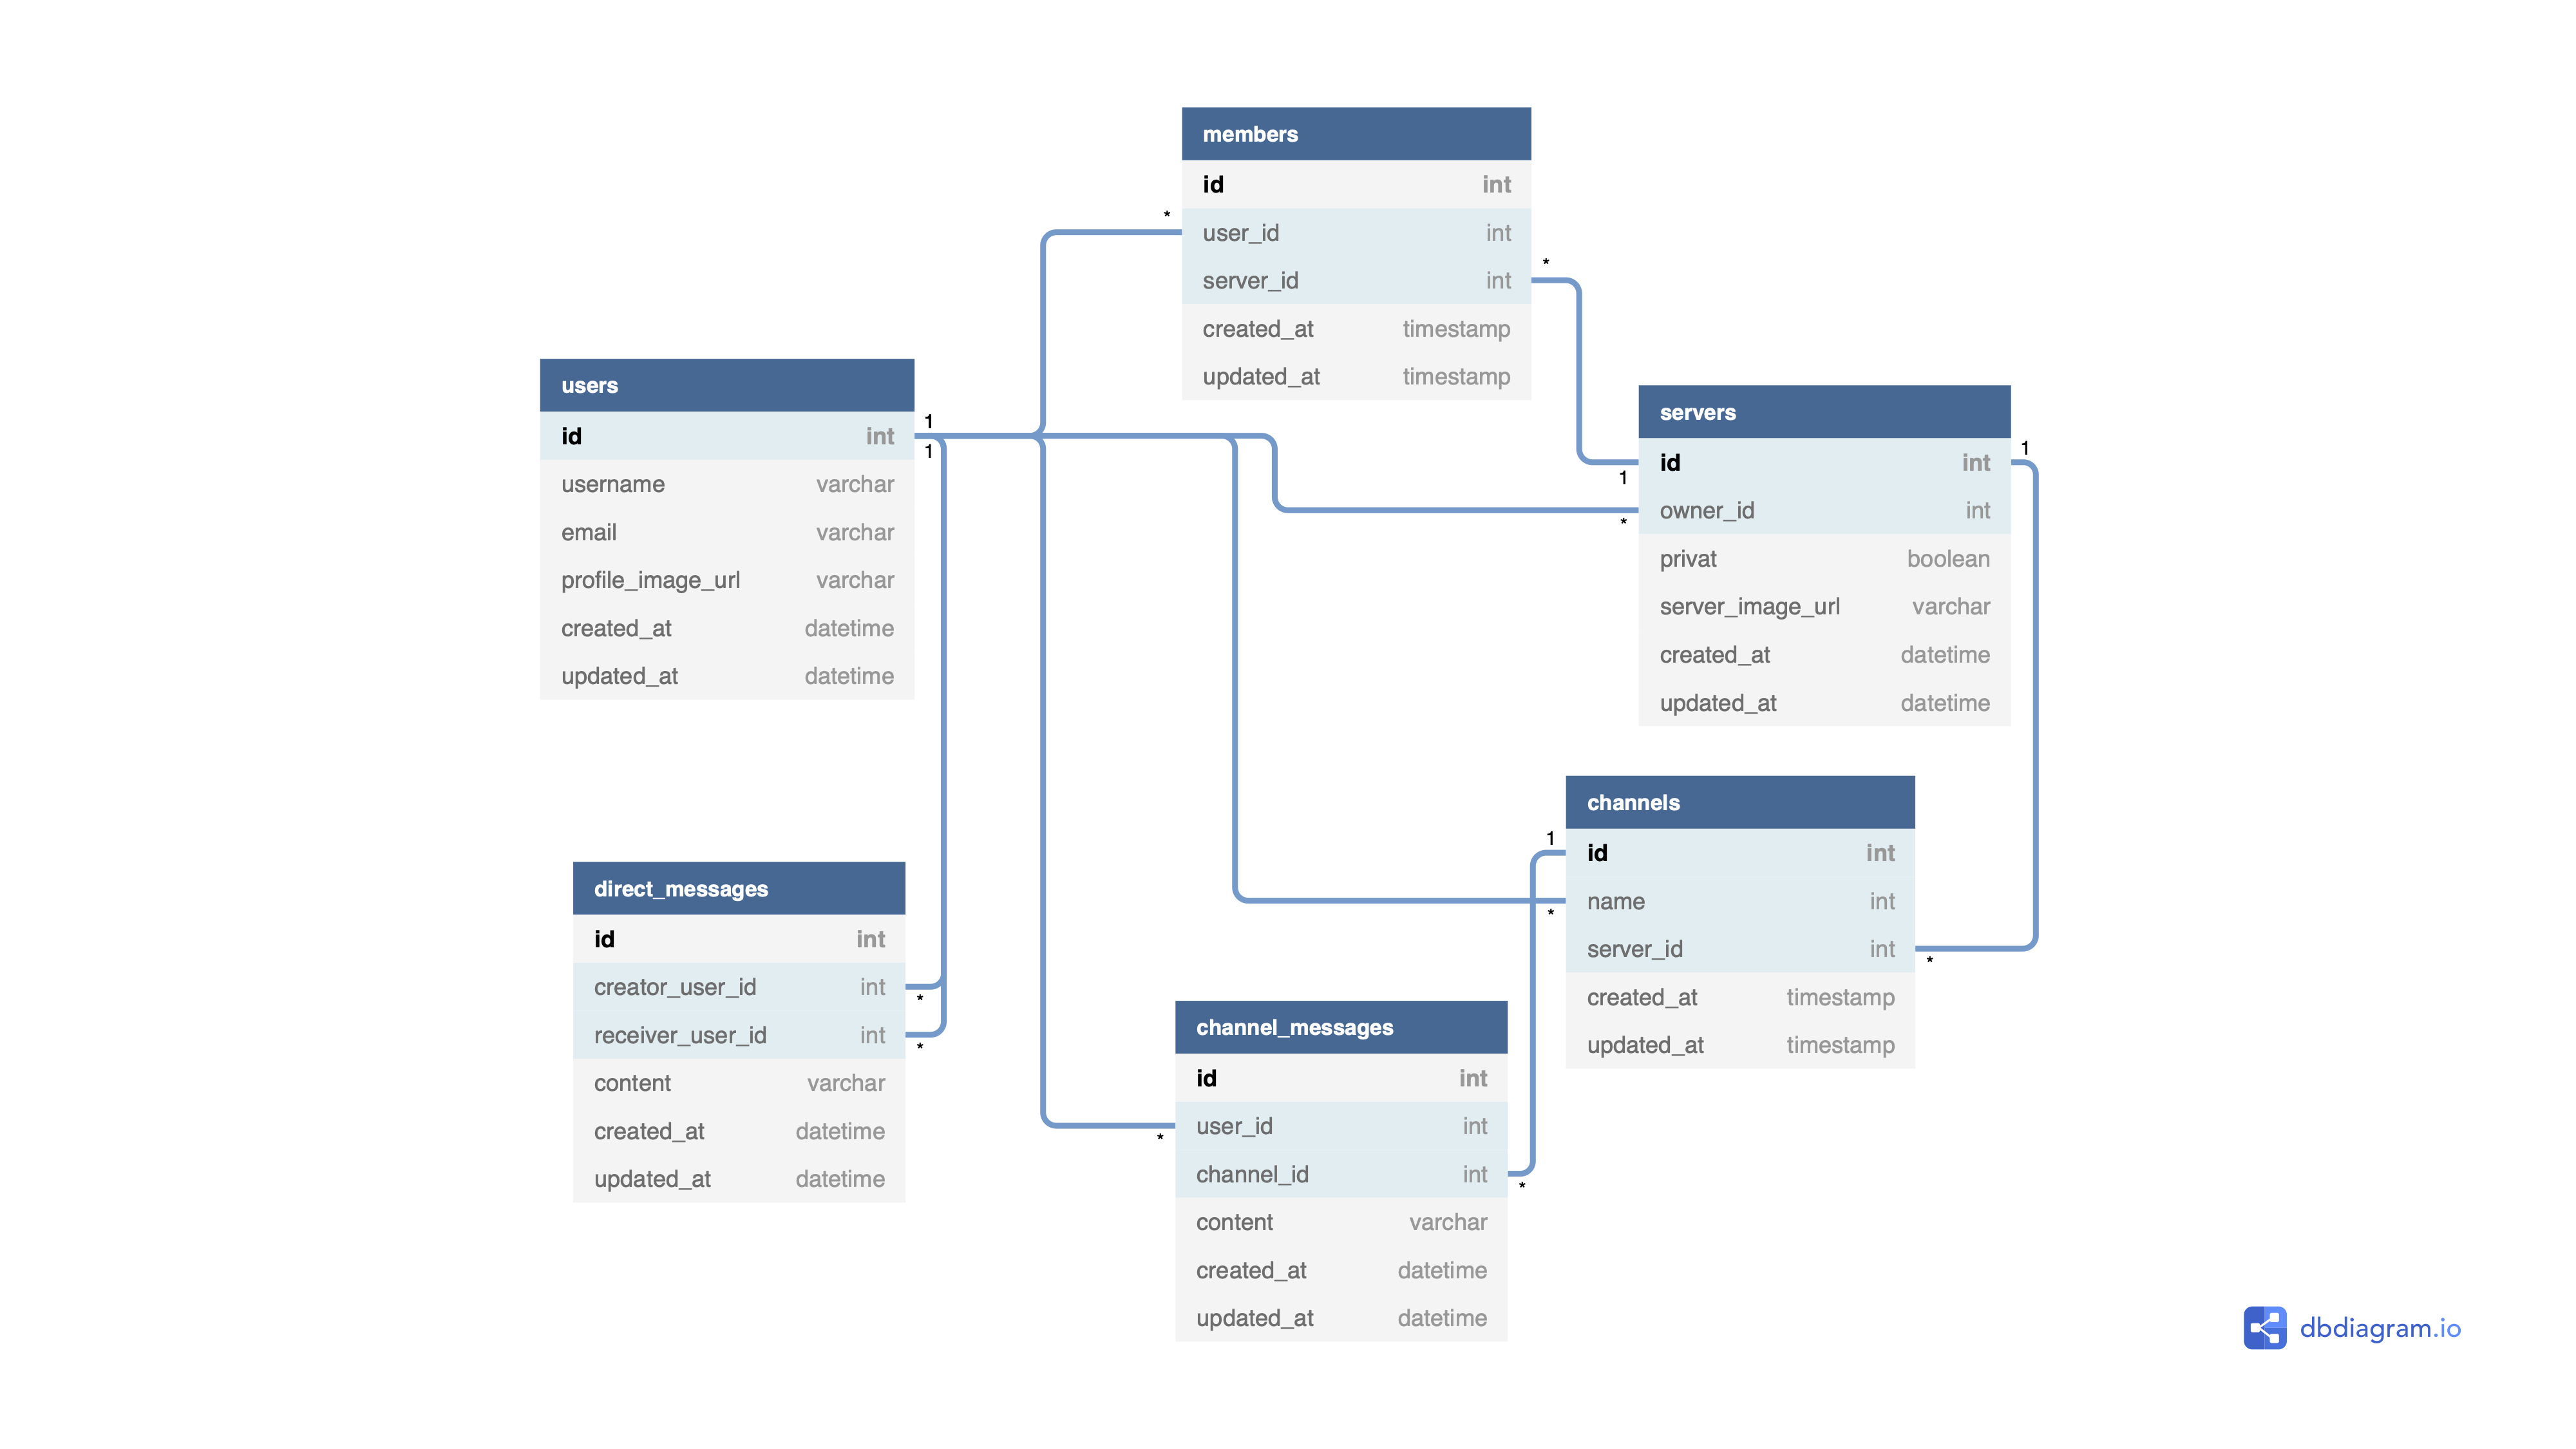 members
id int
* user_id int
server_id int *
created_at timestamp
updated_at timestamp
users
id int 1
1
username varchar
email varchar
profile_image_url varchar
created_at datetime
updated_at datetime
servers
1 id int 1
* owner_id int
privat boolean
server_image_url varchar
created_at datetime
updated_at datetime
direct_messages
id int
creator_user_id int *
receiver_user_id int *
content varchar
created_at datetime
updated_at datetime
channels
1 id int
* name int
server_id int *
created_at timestamp
updated_at timestamp
channel_messages
id int
* user_id int
channel_id int *
content varchar
created_at datetime
updated_at datetime
dbdiagram.io